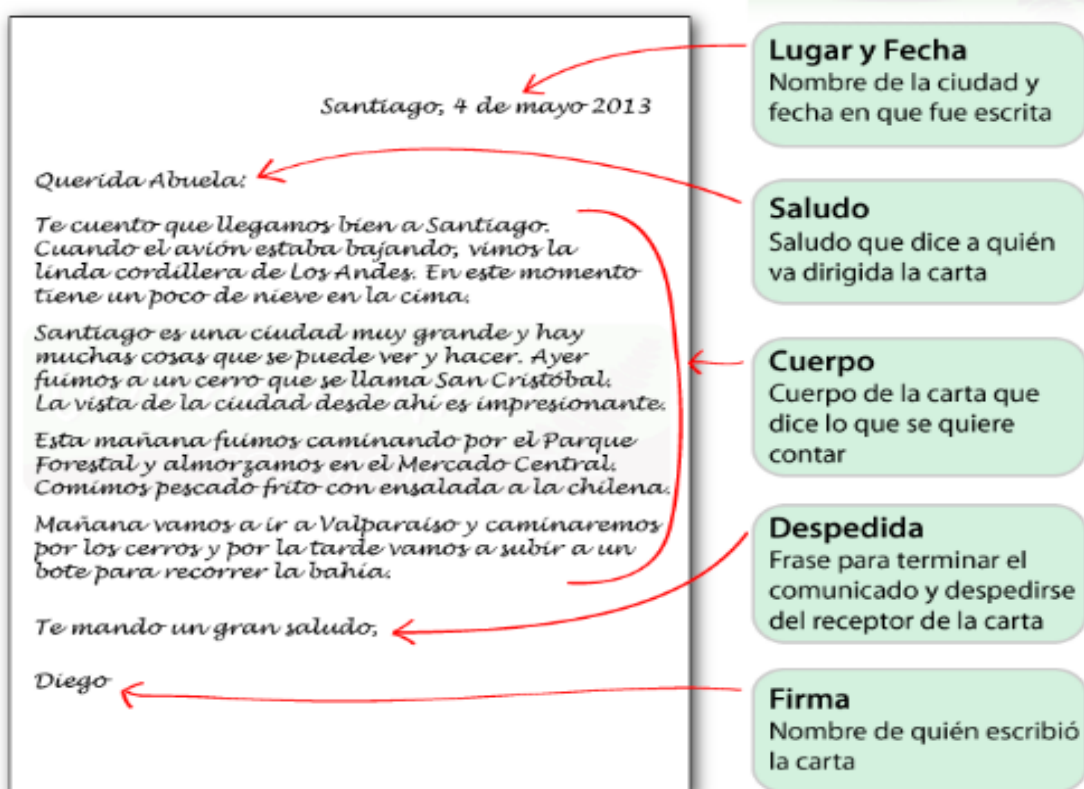 Santiago, 4 de mayo 2013
Querida Abuela:
Te cuento que llegamos bien a Santiago.
Cuando el avión estaba bajando, vimos la
linda cordillera de Los Andes. En este momento
tiene un poco de nieve en la cima.
Santiago es una ciudad muy grande y hay
muchas cosas que se puede ver y hacer. Ayer
fuimos a un cerro que se llama San Cristóbal.
La vista de la ciudad desde ahí es impresionante.
Esta mañana fuimos caminando por el Parque
Forestal y almorzamos en el Mercado Central.
Comimos pescado frito con ensalada a la chilena.
Mañana vamos a ir a Valparaíso y caminaremos
por los cerros y por la tarde vamos a subir a un
bote para recorrer la bahía.
Te mando un gran saludo,
Diego
Lugar y Fecha
Nombre de la ciudad y
fecha en que fue escrita
Saludo
Saludo que dice a quién
va dirigida la carta
Cuerpo
Cuerpo de la carta que
dice lo que se quiere
contar
Despedida
Frase para terminar el
comunicado y despedirse
del receptor de la carta
Firma
Nombre de quién escribió
la carta